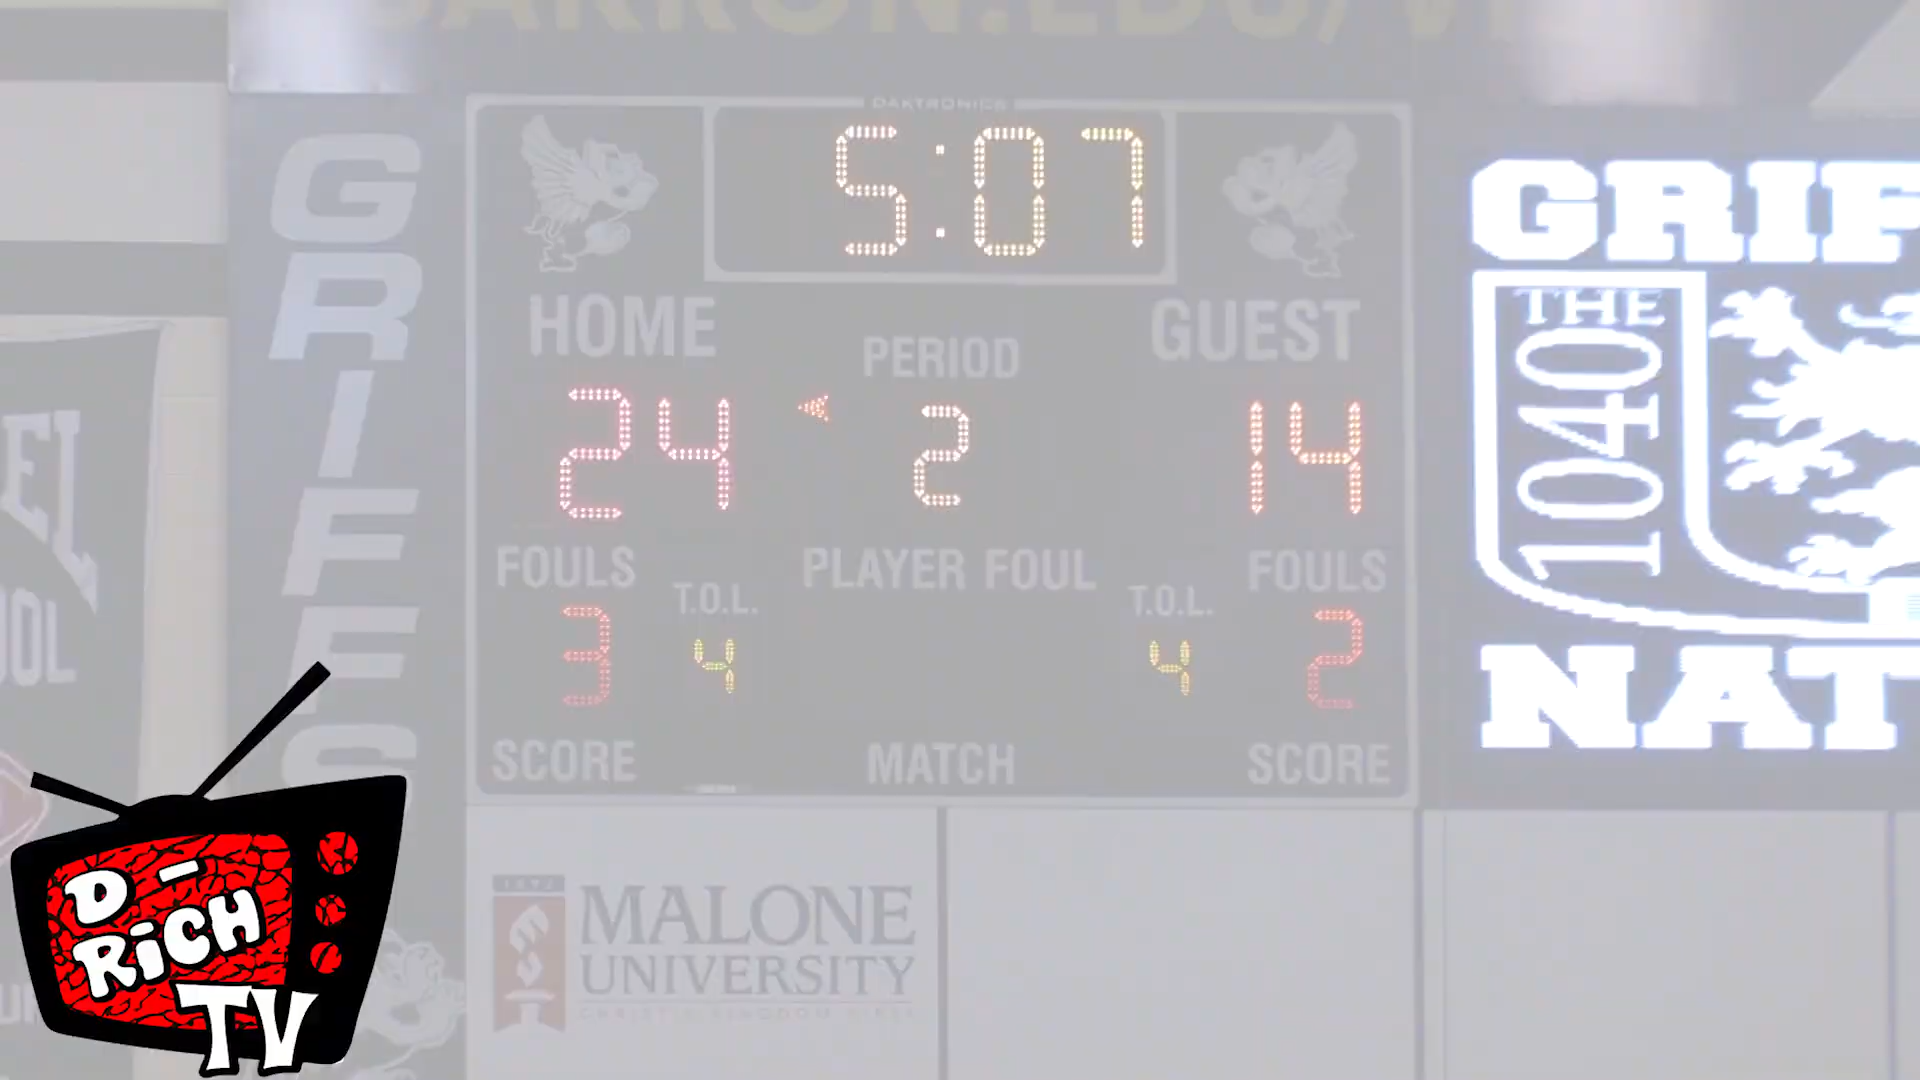 DAKTRONICS
5:07
HOME
GUEST
PERIOD
24
2
14
FOULS
PLAYER FOUL
FOULS
T.O.L.
T.O.L.
3
4
4
2
SCORE
MATCH
SCORE
GRIFFS
GRIF
THE
1040
NAT
MALONE
UNIVERSITY
D-
RiCH
TV